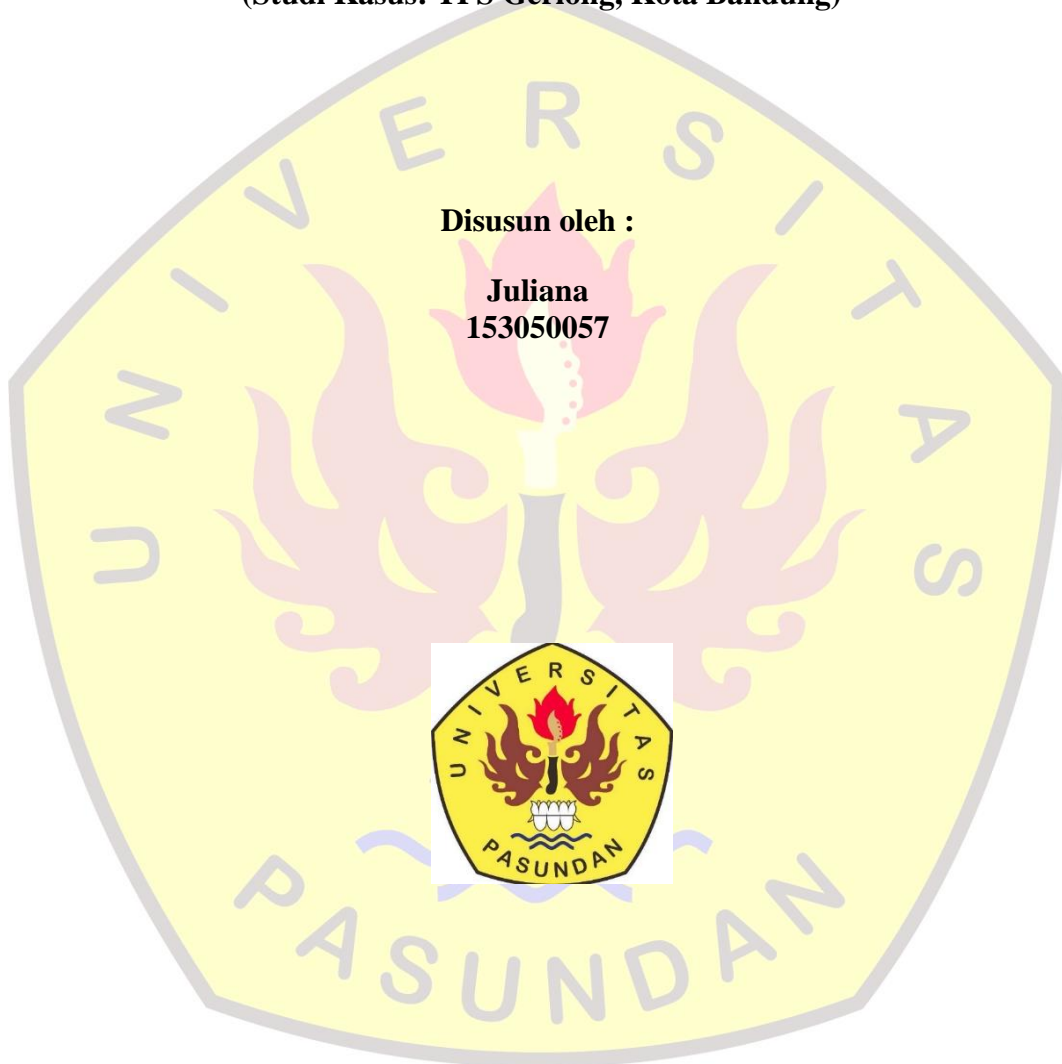 (Studi Kasus: TPS Gerlong, Kota Bandung)
UNIVERSITAS
Disusun oleh :
Juliana
153050057
UNIVERSITAS
PASUNDAN
PASUNDAN